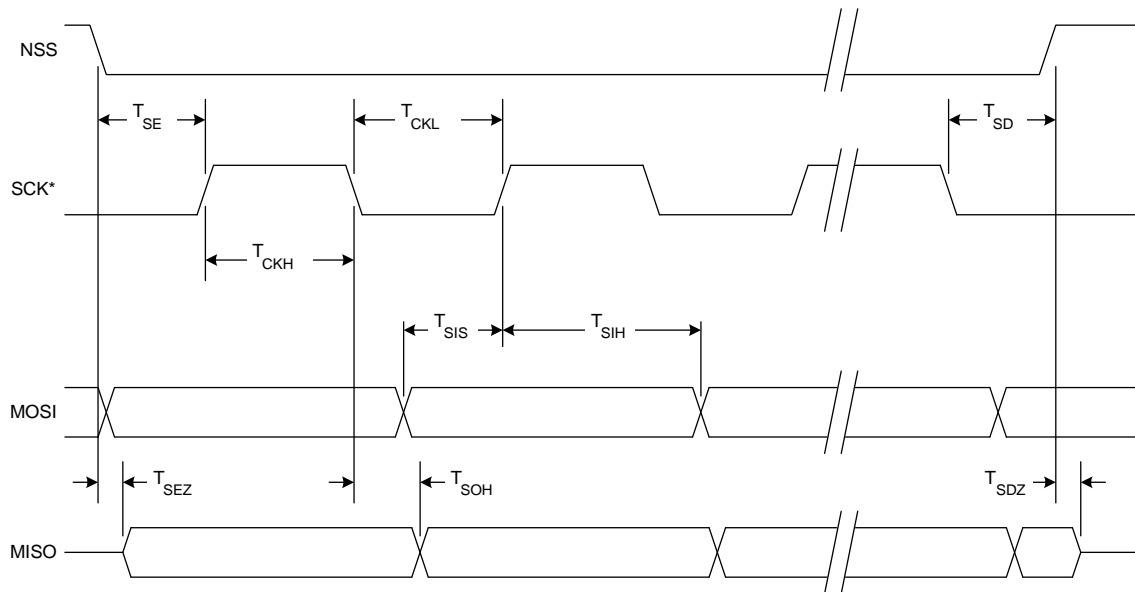 NSS
T_SE
T_CKL
T_SD
SCK*
T_CKH
T_SIS
T_SIH
MOSI
T_SEZ
T_SOH
T_SDZ
MISO